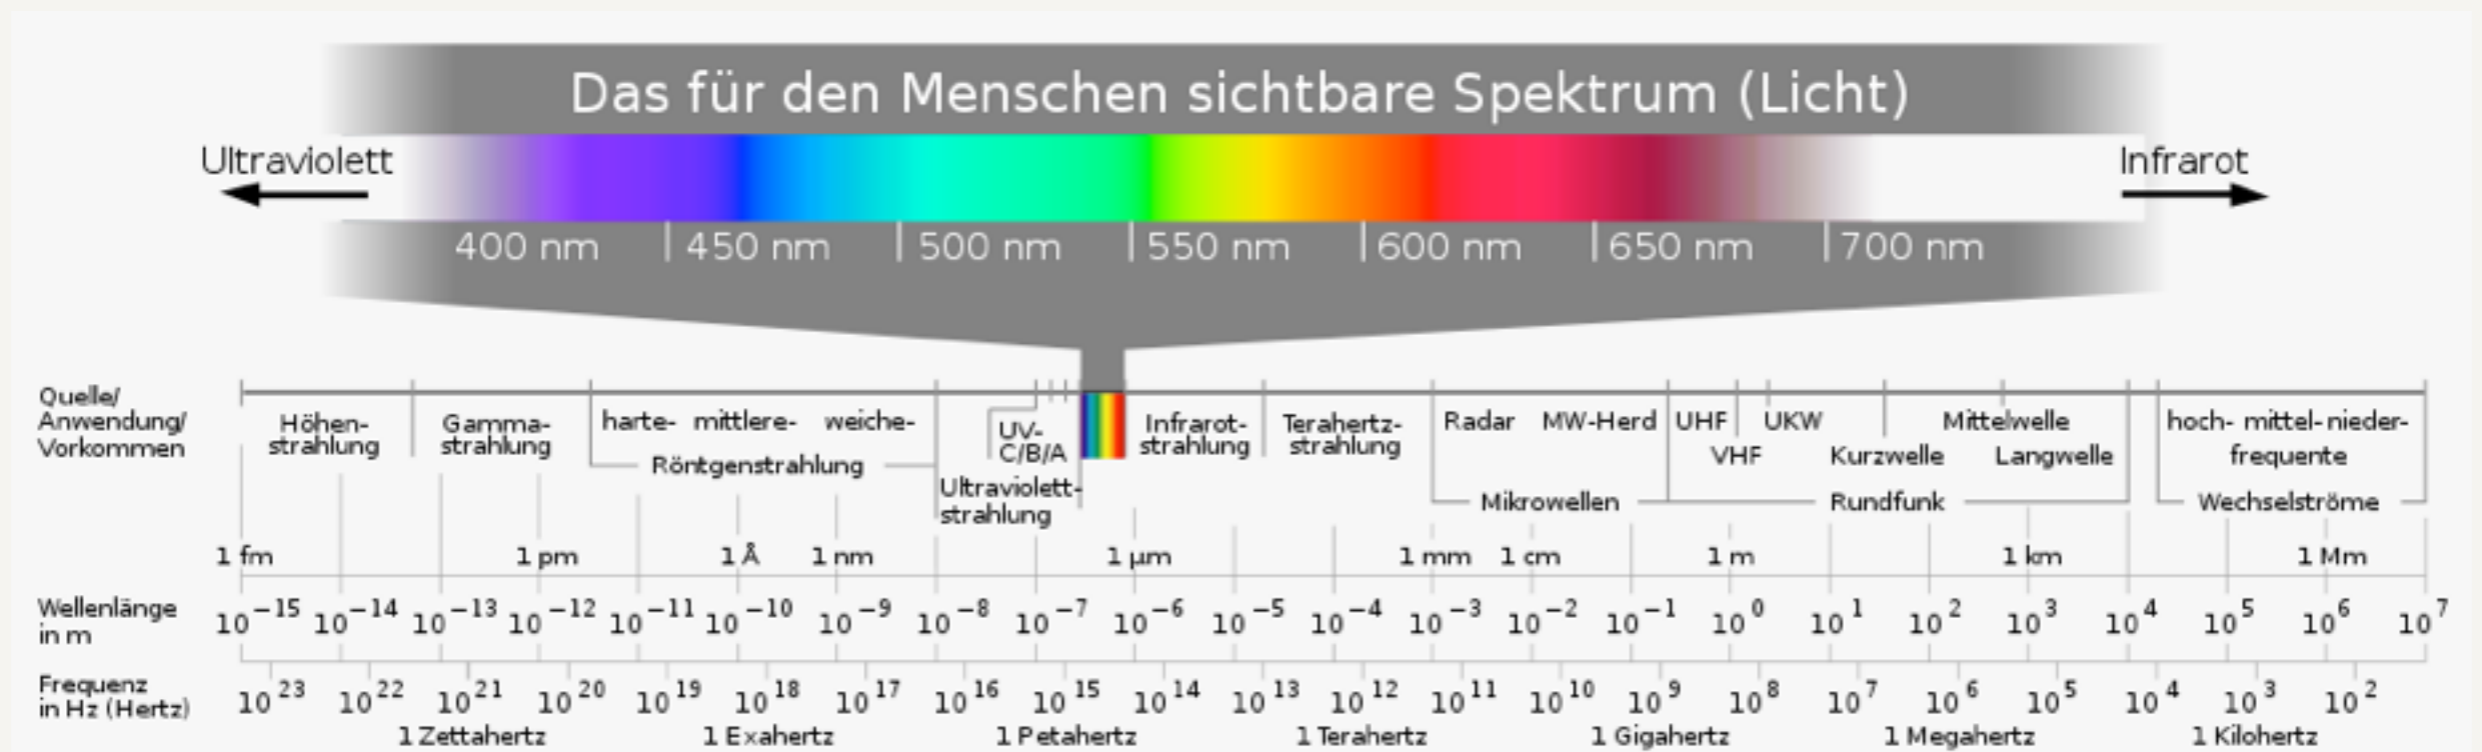 Das für den Menschen sichtbare Spektrum (Licht)
Ultraviolett
Infrarot
400 nm 450 nm 500 nm 550 nm 600 nm 650 nm 700 nm
Quelle/
Anwendung/
Vorkommen
Höhen-
strahlung
Gamma-
strahlung
harte- mittlere- weiche-
Röntgenstrahlung
UV-
C/B/A
Ultraviolett-
strahlung
Infrarot-
strahlung
Terahertz-
strahlung
Radar MW-Herd
Mikrowellen
UHF UKW Mittelwelle
VHF Kurzwelle Langwelle
Rundfunk
hoch- mittel- nieder-
frequente
Wechselströme
1 fm 1 pm 1 Å 1 nm 1 µm 1 mm 1 cm 1 m 1 km 1 Mm
Wellenlänge
in m
10⁻¹⁵ 10⁻¹⁴ 10⁻¹³ 10⁻¹² 10⁻¹¹ 10⁻¹⁰ 10⁻⁹ 10⁻⁸ 10⁻⁷ 10⁻⁶ 10⁻⁵ 10⁻⁴ 10⁻³ 10⁻² 10⁻¹ 10⁰ 10¹ 10² 10³ 10⁴ 10⁵ 10⁶ 10⁷
Frequenz
in Hz (Hertz)
10²³ 10²² 10²¹ 10²⁰ 10¹⁹ 10¹⁸ 10¹⁷ 10¹⁶ 10¹⁵ 10¹⁴ 10¹³ 10¹² 10¹¹ 10¹⁰ 10⁹ 10⁸ 10⁷ 10⁶ 10⁵ 10⁴ 10³ 10²
1 Zettahertz 1 Exahertz 1 Petahertz 1 Terahertz 1 Gigahertz 1 Megahertz 1 Kilohertz